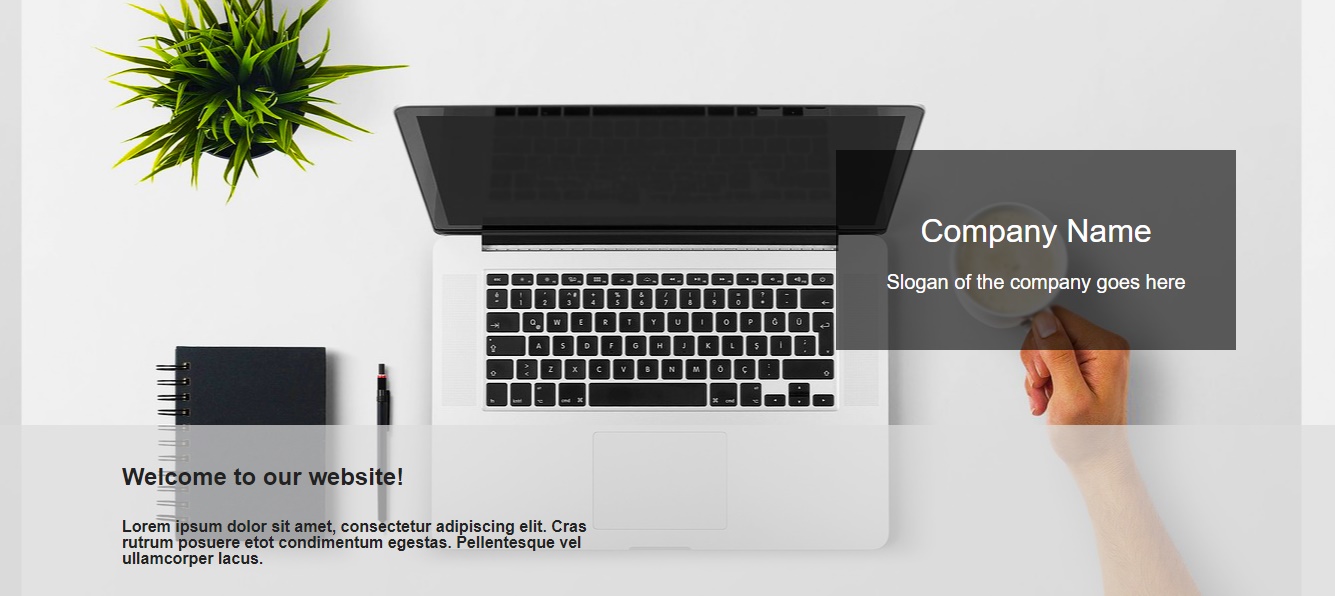 Company Name
Slogan of the company goes here
Welcome to our website!
Lorem ipsum dolor sit amet, consectetur adipiscing elit. Cras
rutrum posuere etot condimentum egestas. Pellentesque vel
ullamcorper lacus.